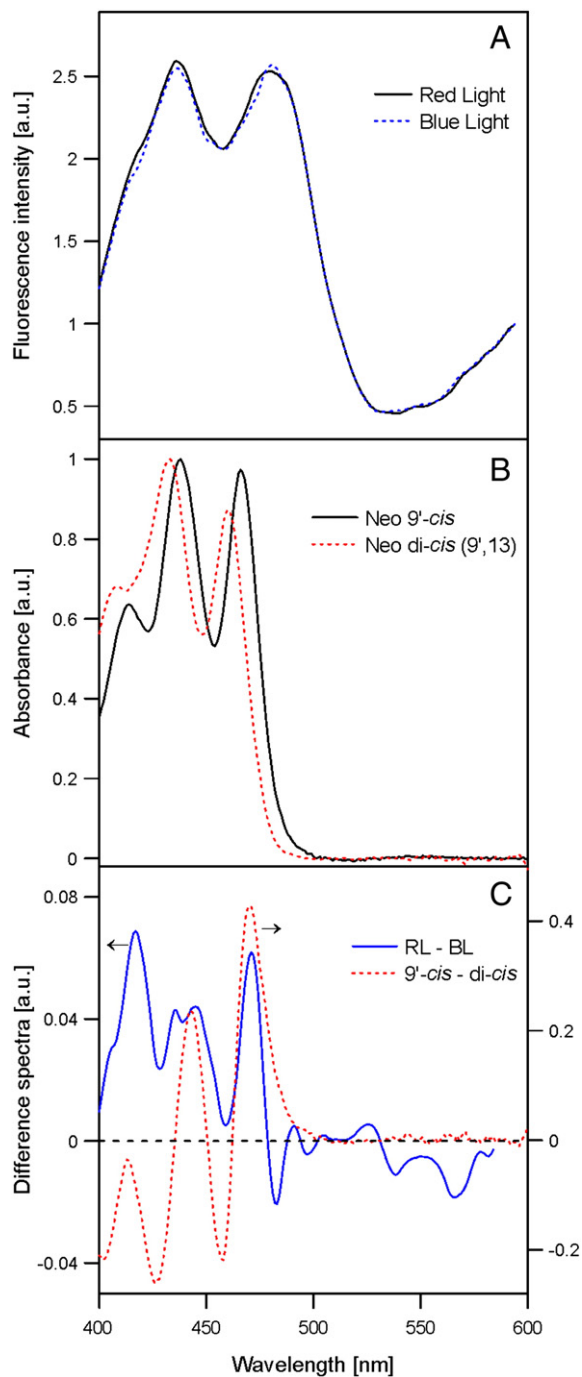 A
Fluorescence intensity [a.u.]
2.5
2
1.5
1
0.5
Red Light
Blue Light
B
Absorbance [a.u.]
1
0.8
0.6
0.4
0.2
0
Neo 9'-cis
Neo di-cis (9',13)
C
Difference spectra [a.u.]
0.08
0.04
0
-0.04
RL - BL
9'-cis - di-cis
0.4
0.2
0
-0.2
400 450 500 550 600
Wavelength [nm]